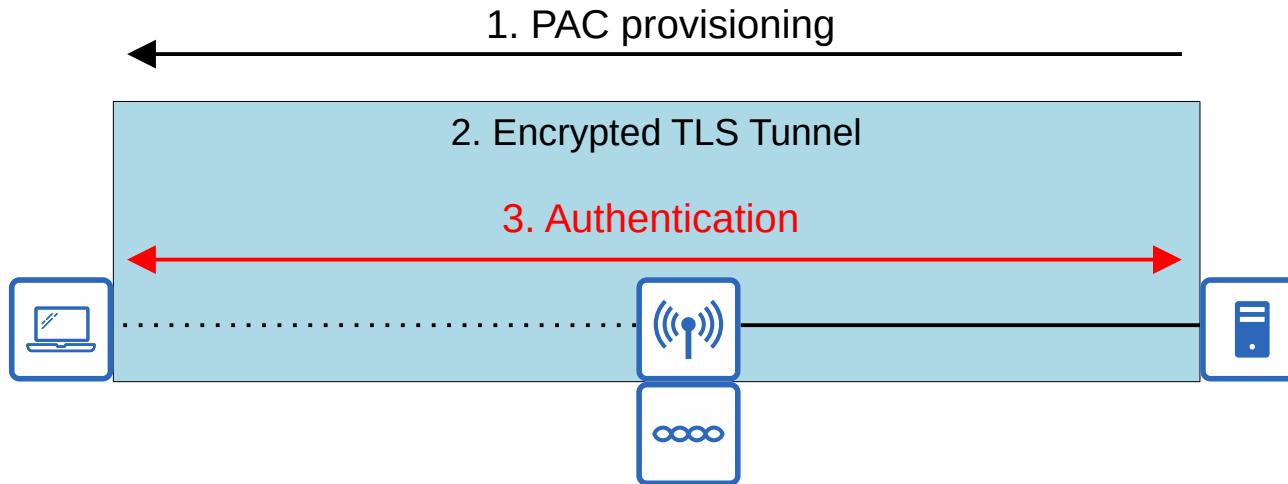 1. PAC provisioning
2. Encrypted TLS Tunnel
3. Authentication